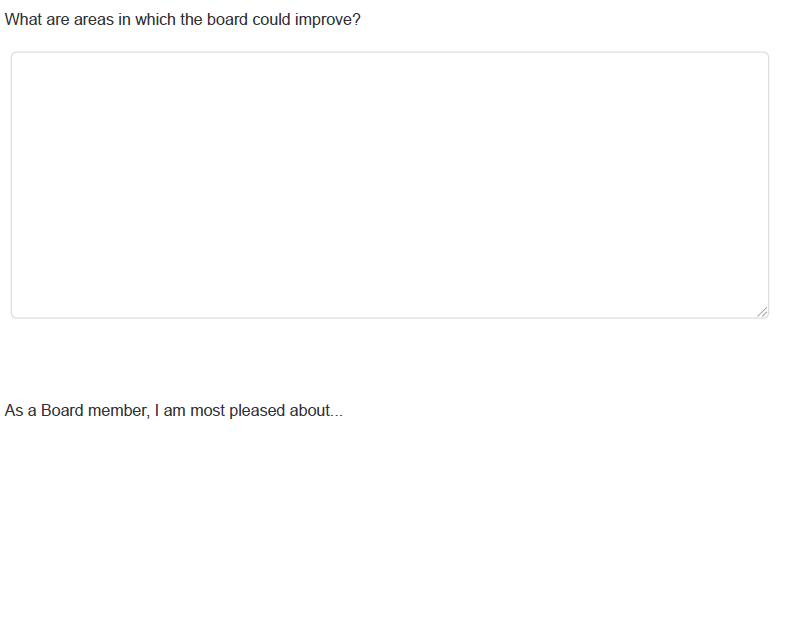 What are areas in which the board could improve?
As a Board member, I am most pleased about...